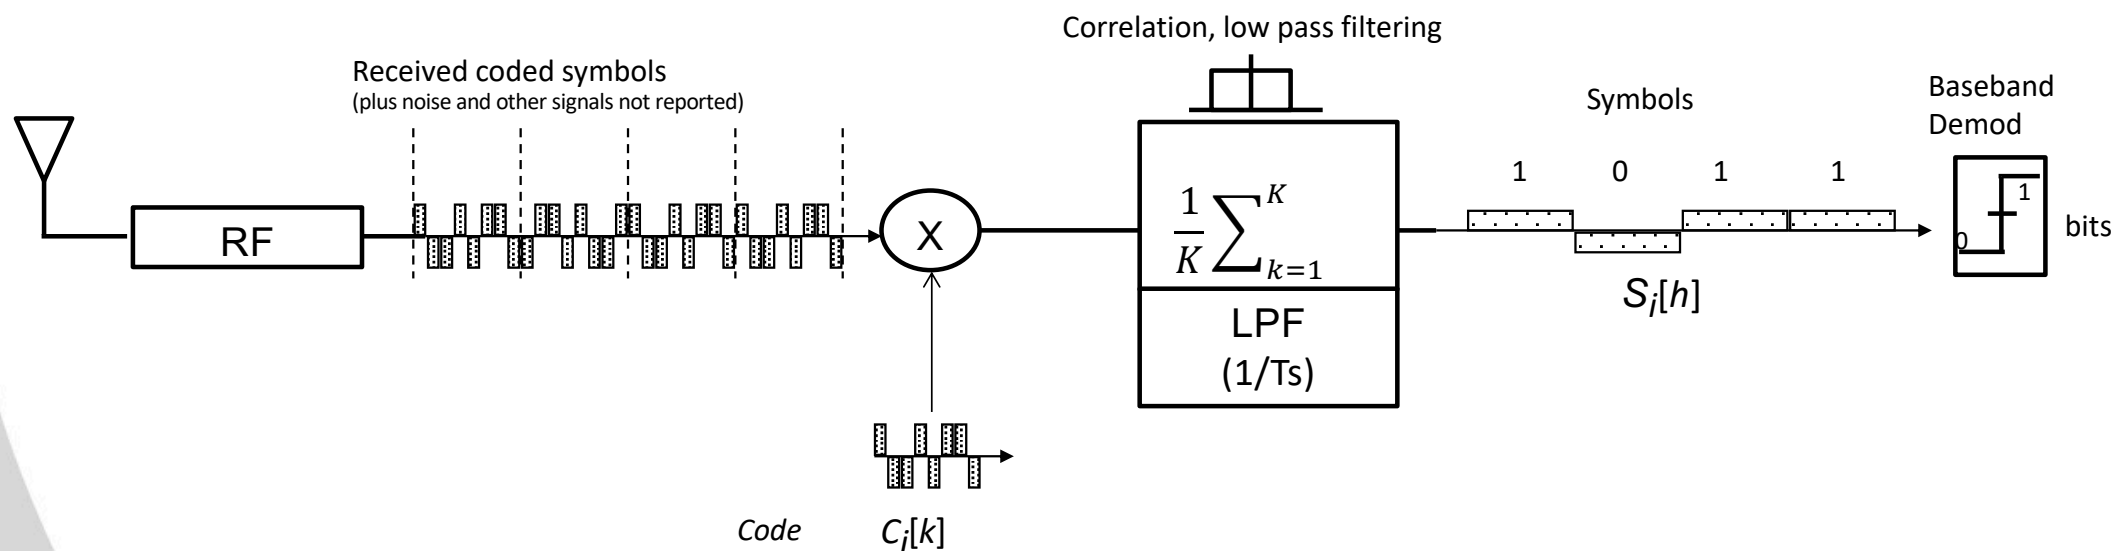 Correlation, low pass filtering
Received coded symbols
(plus noise and other signals not reported)
Symbols
Baseband
Demod
1 0 1 1
RF
X
1/K ∑ K k=1
1
0
bits
S_i[h]
LPF
(1/Ts)
Code C_i[k]